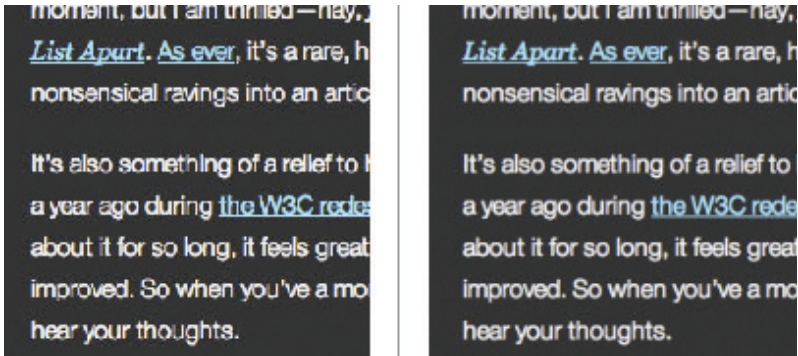 moment, but I am thrilled—nay,
List Apart. As ever, it's a rare, h
nonsensical ravings into an artic
It's also something of a relief to h
a year ago during the W3C redes
about it for so long, it feels great
improved. So when you've a mo
hear your thoughts.
moment, but I am thrilled—nay,
List Apart. As ever, it's a rare, h
nonsensical ravings into an artic
It's also something of a relief to
a year ago during the W3C rede
about it for so long, it feels great
improved. So when you've a mo
hear your thoughts.